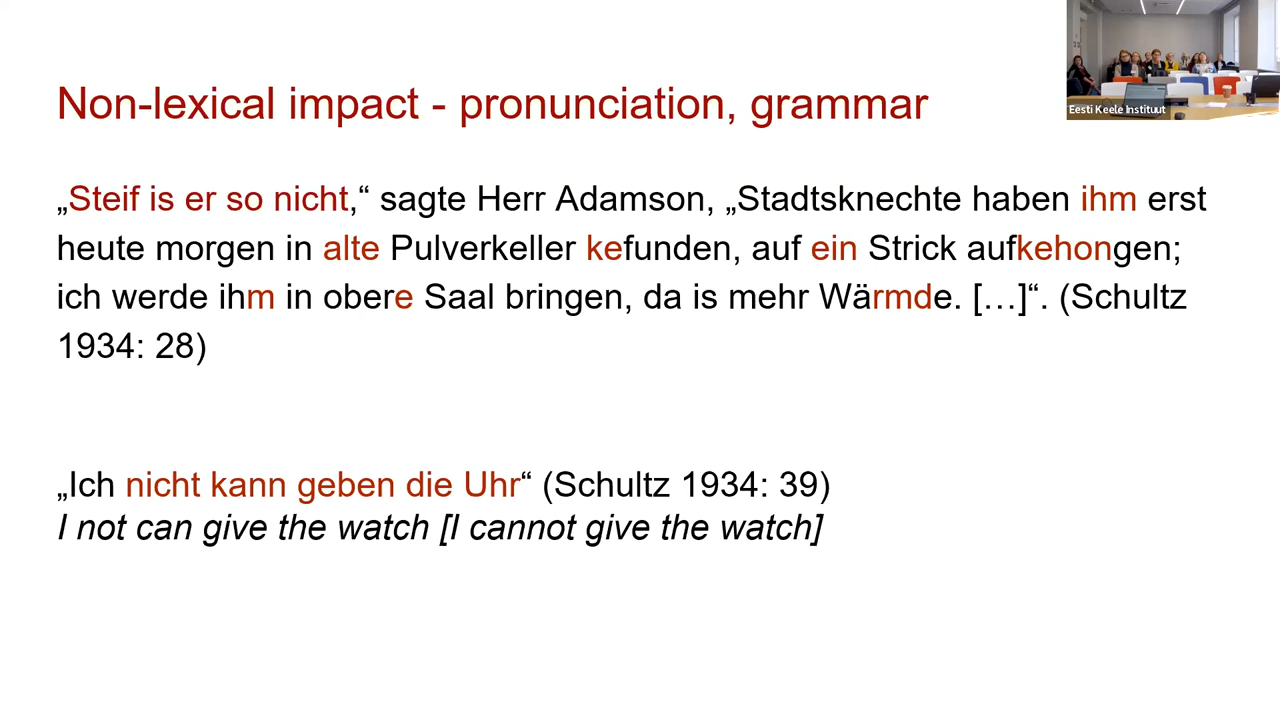 Non-lexical impact - pronunciation, grammar
Eesti Keele Instituut
„Steif is er so nicht,“ sagte Herr Adamson, „Stadtsknechte haben ihm erst
heute morgen in alte Pulverkeller kefunden, auf ein Strick aufkehongen;
ich werde ihm in obere Saal bringen, da is mehr Wärmde. […]“. (Schultz
1934: 28)
„Ich nicht kann geben die Uhr“ (Schultz 1934: 39)
I not can give the watch [I cannot give the watch]